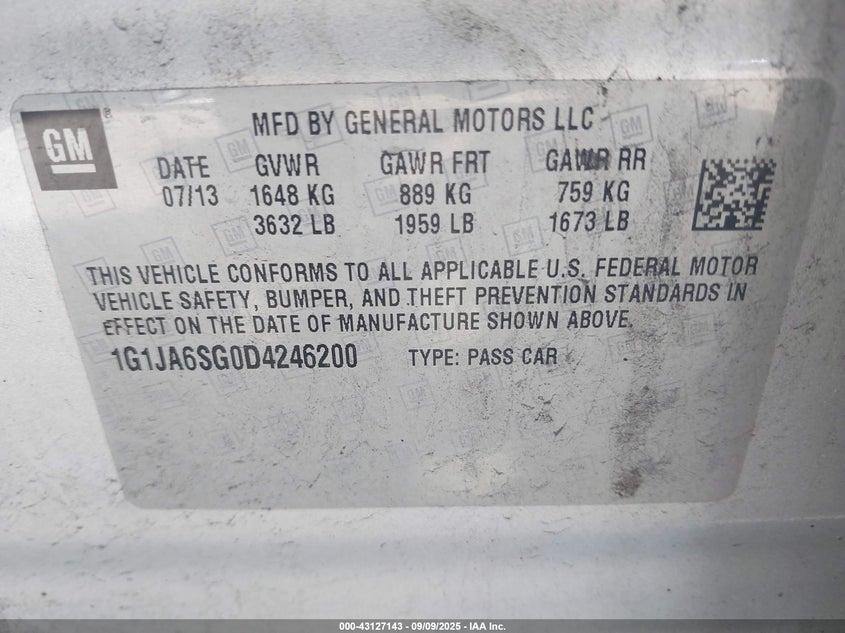 GM
MFD BY GENERAL MOTORS LLC
DATE GVWR GAWR FRT GAWR RR
07/13 1648 KG 889 KG 759 KG
3632 LB 1959 LB 1673 LB
THIS VEHICLE CONFORMS TO ALL APPLICABLE U.S. FEDERAL MOTOR
VEHICLE SAFETY, BUMPER, AND THEFT PREVENTION STANDARDS IN
EFFECT ON THE DATE OF MANUFACTURE SHOWN ABOVE.
1G1JA6SG0D4246200 TYPE: PASS CAR
000-43127143 | 09/09/2025 - IAA Inc.